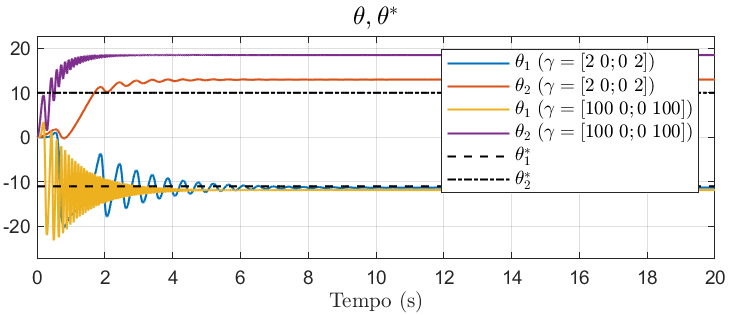 θ, θ*
20
10
0
-10
-20
θ₁ (γ = [2 0; 0 2])
θ₂ (γ = [2 0; 0 2])
θ₁ (γ = [100 0; 0 100])
θ₂ (γ = [100 0; 0 100])
θ₁*
θ₂*
0 2 4 6 8 10 12 14 16 18 20
Tempo (s)